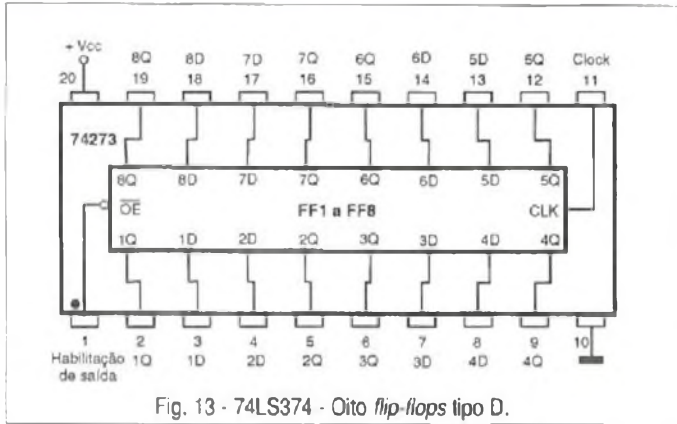 + Vcc 8Q 8D 7D 7Q 6Q 6D 5D 5Q Clock
20 19 18 17 16 15 14 13 12 11
74273
8Q 8D 7D 7Q 6Q 6D 5D 5Q
OE FF1 a FF8 CLK
1Q 1D 2D 2Q 3Q 3D 4D 4Q
1 2 3 4 5 6 7 8 9 10
Habilitação 1Q 1D 2D 2Q 3Q 3D 4D 4Q
de saída
Fig. 13 - 74LS374 - Oito flip-flops tipo D.